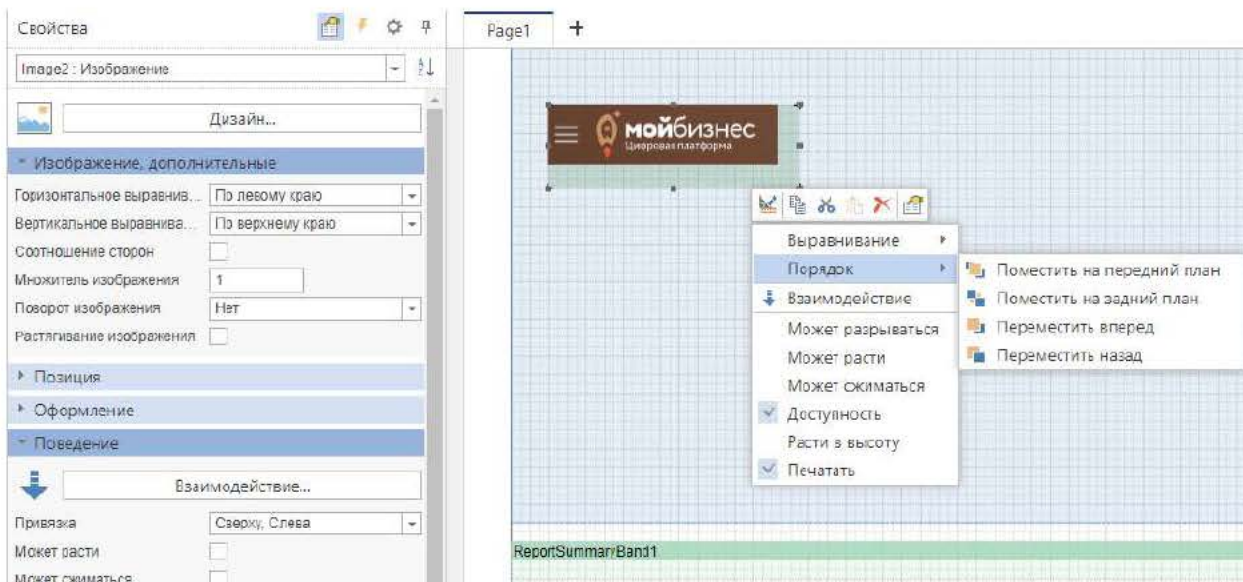 Свойства
Image2 : Изображение
Дизайн...
Изображение, дополнительные
Горизонтальное выравнив... По левому краю
Вертикальное выравнива... По верхнему краю
Соотношение сторон
Множитель изображения 1
Поворот изображения Нет
Растягивание изображения
Позиция
Оформление
Поведение
Взаимодействие...
Привязка Сверху, Слева
Может расти
Может сжиматься
Page1 +
мойбизнес
Цифровая платформа
Выравнивание
Порядок
Взаимодействие
Может разрываться
Может расти
Может сжиматься
Доступность
Расти в высоту
Печатать
Поместить на передний план
Поместить на задний план
Переместить вперед
Переместить назад
ReportSummaryBand1